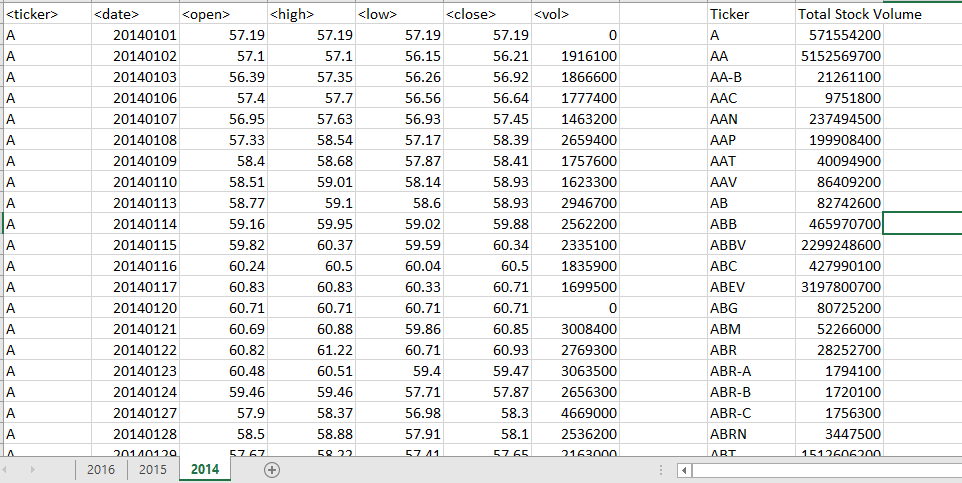 <ticker> <date> <open> <high> <low> <close> <vol> Ticker Total Stock Volume
A 20140101 57.19 57.19 57.19 57.19 0 A 571554200
A 20140102 57.1 57.1 56.15 56.21 1916100 AA 5152569700
A 20140103 56.39 57.35 56.26 56.92 1866600 AA-B 21261100
A 20140106 57.4 57.7 56.56 56.64 1777400 AAC 9751800
A 20140107 56.95 57.63 56.93 57.45 1463200 AAN 237494500
A 20140108 57.33 58.54 57.17 58.39 2659400 AAP 199908400
A 20140109 58.4 58.68 57.87 58.41 1757600 AAT 40094900
A 20140110 58.51 59.01 58.14 58.93 1623300 AAV 86409200
A 20140113 58.77 59.1 58.6 58.93 2946700 AB 82742600
A 20140114 59.16 59.95 59.02 59.88 2562200 ABB 465970700
A 20140115 59.82 60.37 59.59 60.34 2335100 ABBV 2299248600
A 20140116 60.24 60.5 60.04 60.5 1835900 ABC 427990100
A 20140117 60.83 60.83 60.33 60.71 1699500 ABEV 3197800700
A 20140120 60.71 60.71 60.71 60.71 0 ABG 80725200
A 20140121 60.69 60.88 59.86 60.85 3008400 ABM 52266000
A 20140122 60.82 61.22 60.71 60.93 2769300 ABR 28252700
A 20140123 60.48 60.51 59.4 59.47 3063500 ABR-A 1794100
A 20140124 59.46 59.46 57.71 57.87 2656300 ABR-B 1720100
A 20140127 57.9 58.37 56.98 58.3 4669000 ABR-C 1756300
A 20140128 58.5 58.88 57.91 58.1 2536200 ABRN 3447500
A 20140129 57.67 58.22 57.41 57.65 2163000 ABT 1512606200
2016 2015 2014